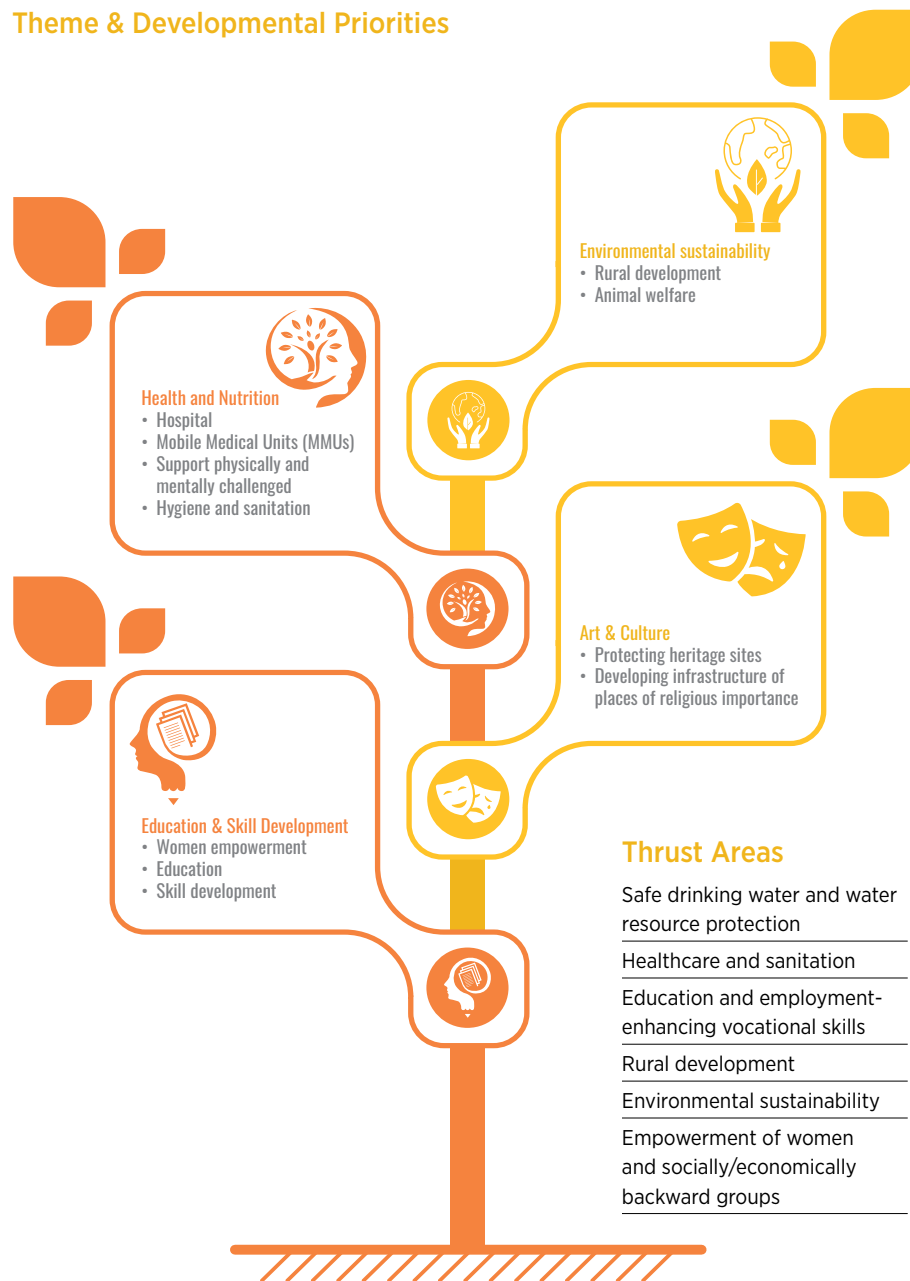 Theme & Developmental Priorities
Environmental sustainability
• Rural development
• Animal welfare
Health and Nutrition
• Hospital
• Mobile Medical Units (MMUs)
• Support physically and
mentally challenged
• Hygiene and sanitation
Art & Culture
• Protecting heritage sites
• Developing infrastructure of
places of religious importance
Education & Skill Development
• Women empowerment
• Education
• Skill development
Thrust Areas
Safe drinking water and water
resource protection
Healthcare and sanitation
Education and employment-
enhancing vocational skills
Rural development
Environmental sustainability
Empowerment of women
and socially/economically
backward groups